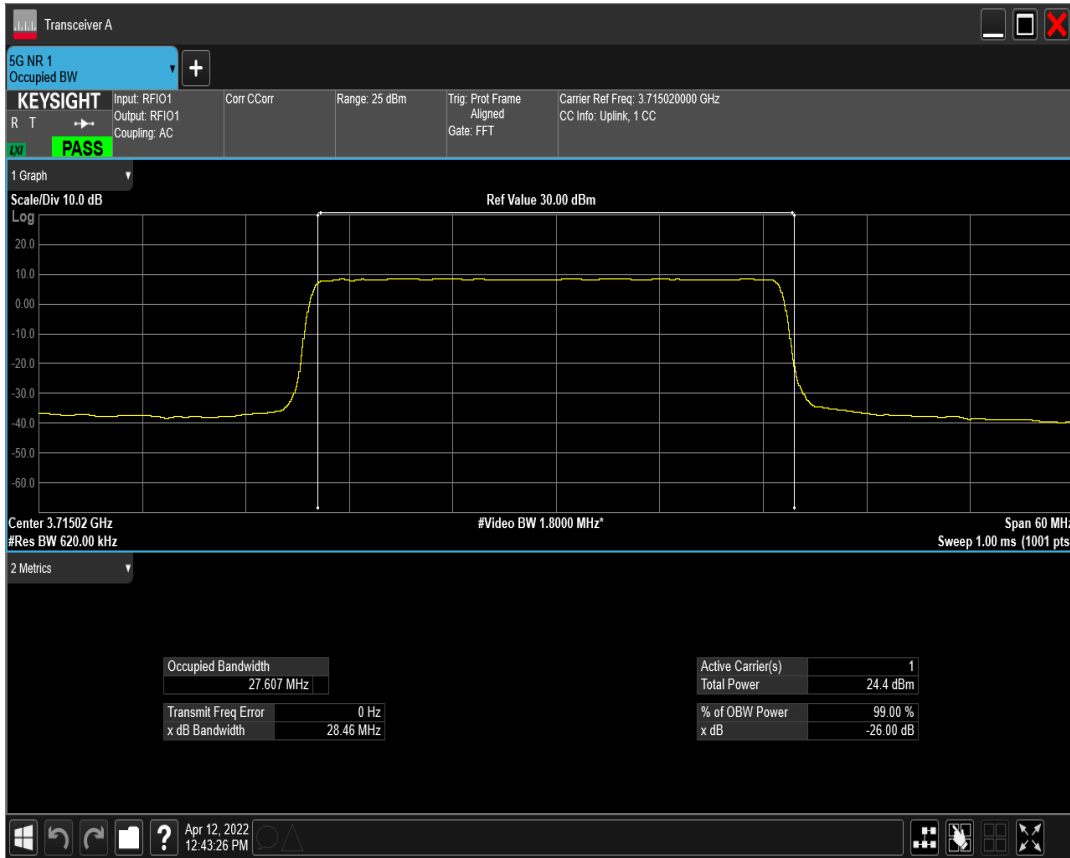 Transceiver A
5G NR 1
Occupied BW
KEYSIGHT
R T
LXI
PASS
Input: RFIO1
Output: RFIO1
Coupling: AC
Corr CCorr
Range: 25 dBm
Trig: Prot Frame
Aligned
Gate: FFT
Carrier Ref Freq: 3.715020000 GHz
CC Info: Uplink, 1 CC
1 Graph
Scale/Div 10.0 dB
Ref Value 30.00 dBm
Log
20.0
10.0
0.00
-10.0
-20.0
-30.0
-40.0
-50.0
-60.0
Center 3.71502 GHz
#Video BW 1.8000 MHz*
Span 60 MHz
#Res BW 620.00 kHz
Sweep 1.00 ms (1001 pts
2 Metrics
Occupied Bandwidth
27.607 MHz
Transmit Freq Error 0 Hz
x dB Bandwidth 28.46 MHz
Active Carrier(s) 1
Total Power 24.4 dBm
% of OBW Power 99.00 %
x dB -26.00 dB
?
Apr 12, 2022
12:43:26 PM